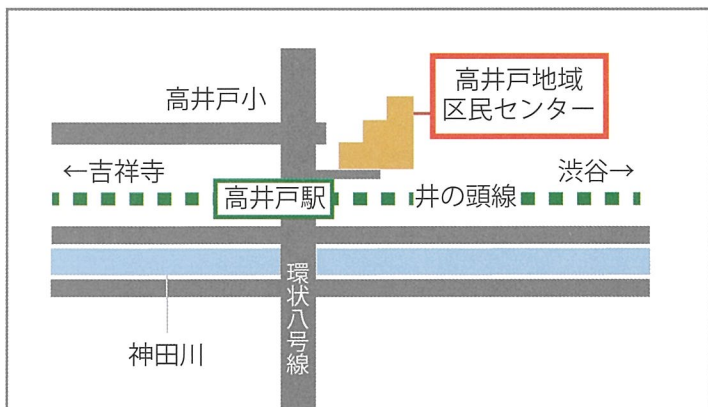 高井戸地域
区民センター
高井戸小
←吉祥寺
渋谷→
高井戸駅
井の頭線
環状八号線
神田川